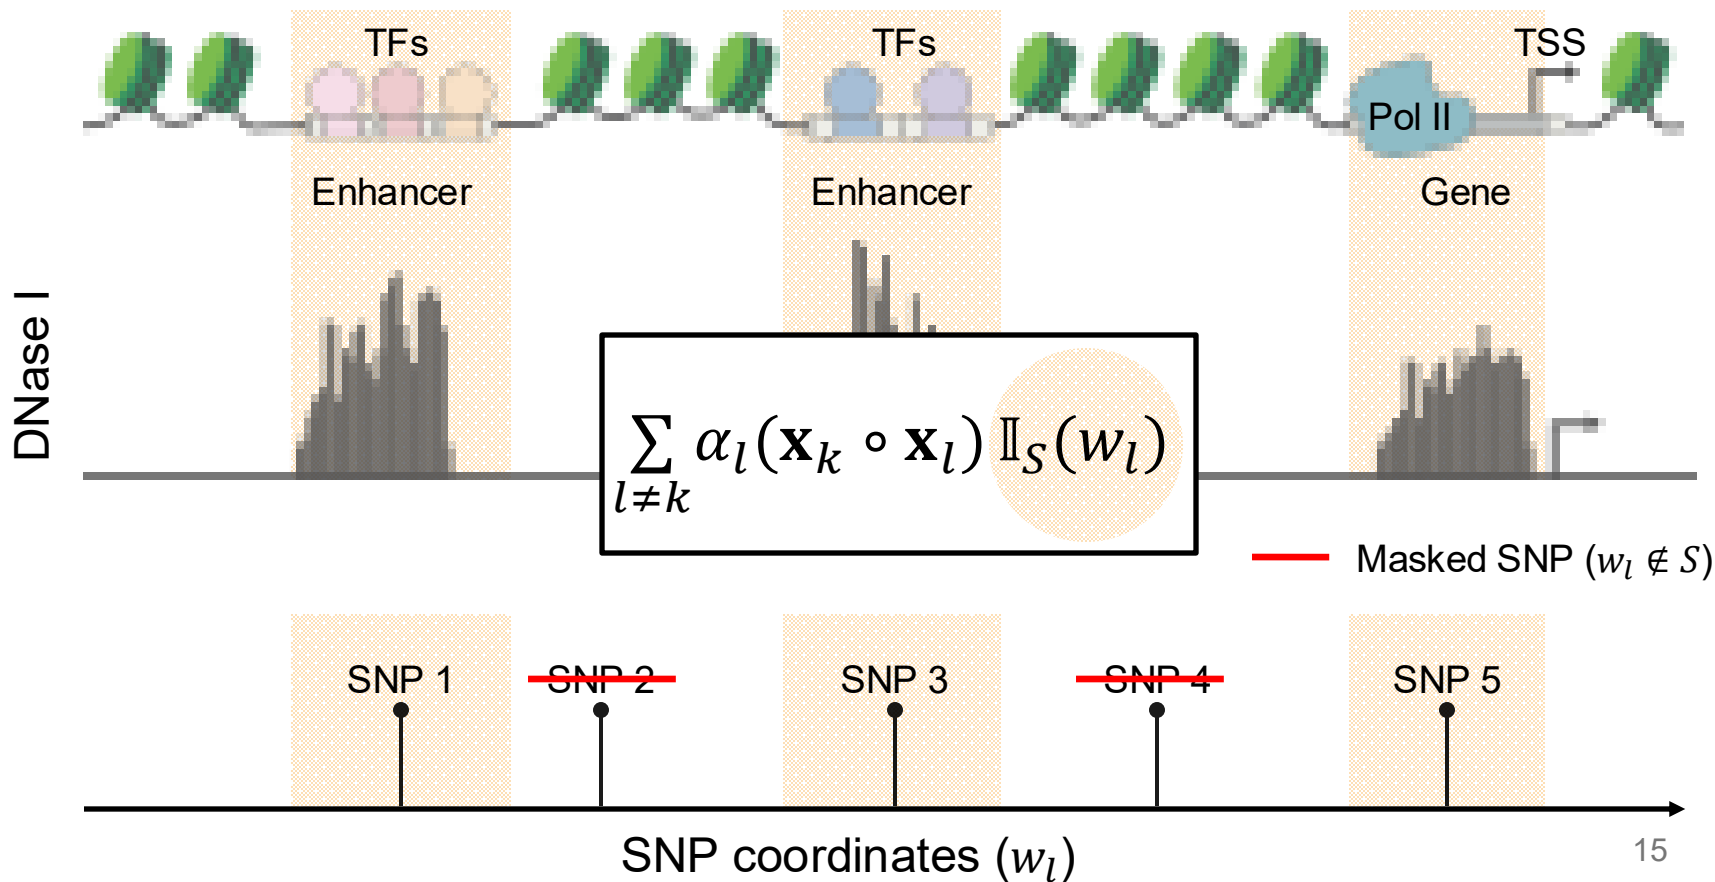 TFs
TFs
TSS
Pol II
Enhancer
Enhancer
Gene
DNase I
∑ α_l(𝐱_k ∘ 𝐱_l) 𝕀_S(w_l)
l≠k
Masked SNP (w_l ∉ S)
SNP 1
SNP 2
SNP 3
SNP 4
SNP 5
SNP coordinates (w_l)
15